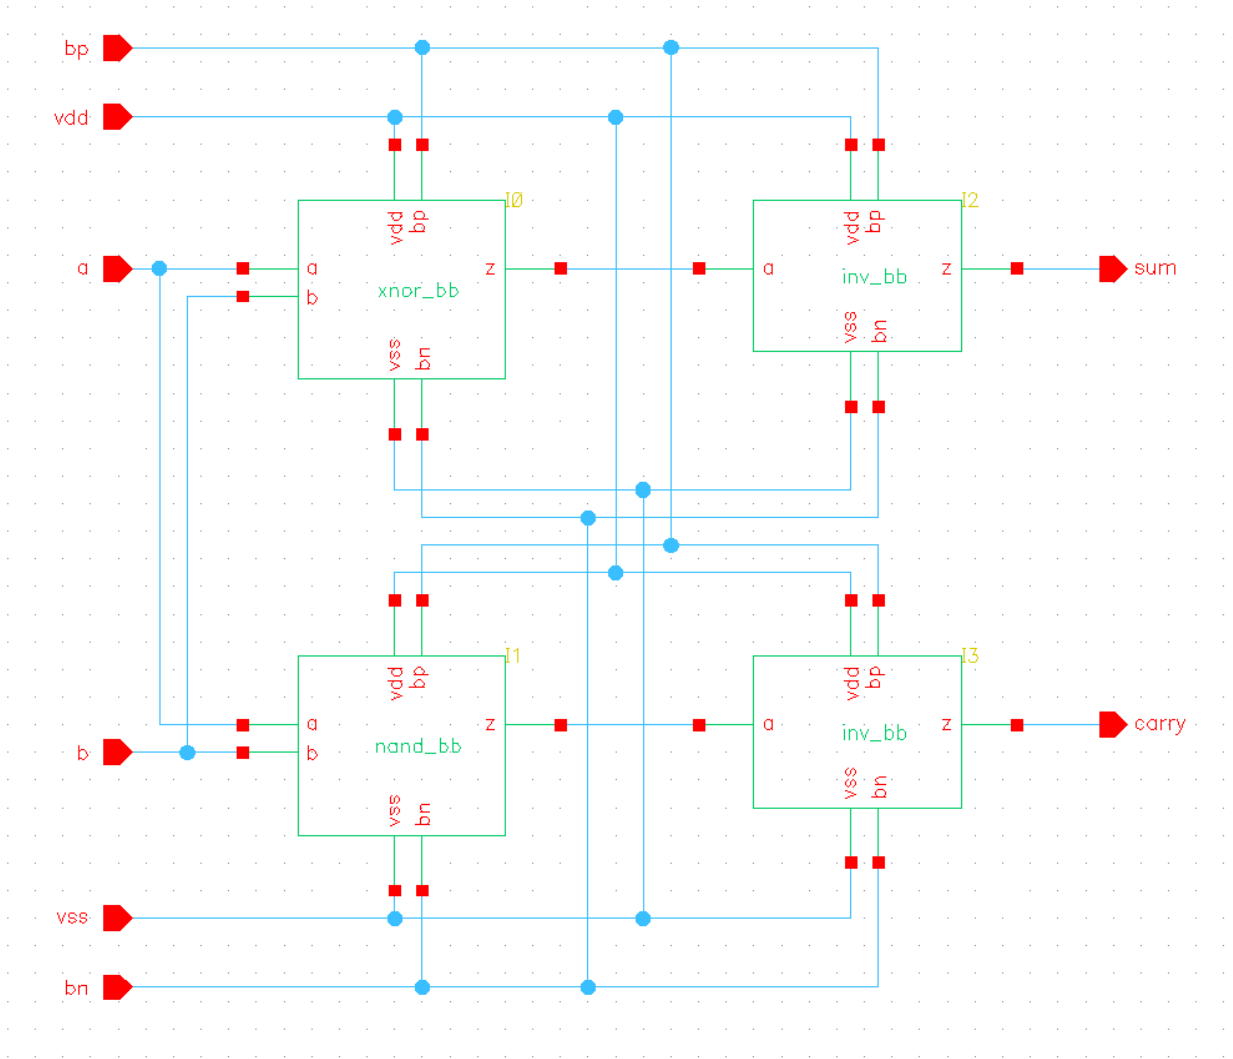 bp
vdd
I0
I2
vdd
bp
vdd
bp
a
a
z
a
z
sum
xnor_bb
inv_bb
b
vss
bn
vss
bn
I1
I3
vdd
bp
vdd
bp
a
z
a
z
carry
nand_bb
inv_bb
b
b
vss
bn
vss
bn
vss
bn